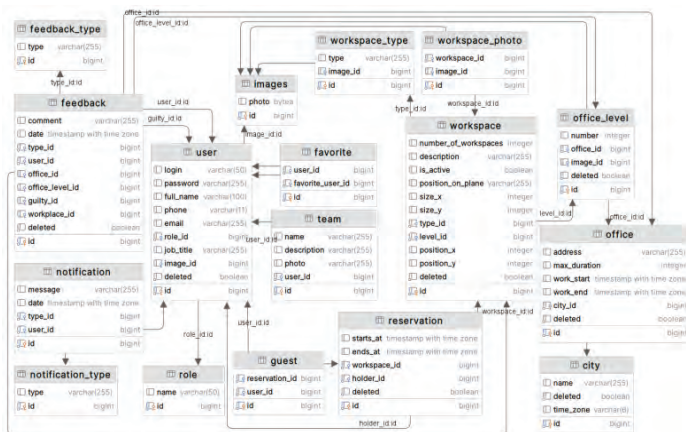 office_id:id
office_level_id:id
feedback_type
type varchar(255)
id bigint
type_id:id
feedback
comment varchar(255)
date timestamp with time zone
type_id bigint
user_id bigint
office_id bigint
office_level_id bigint
guilty_id bigint
workplace_id bigint
deleted boolean
id bigint
user_id:id
guilty_id:id
notification
message varchar(255)
date timestamp with time zone
type_id bigint
user_id bigint
id bigint
notification_type
type varchar(255)
id bigint
images
photo bytea
id bigint
image_id:id
user
login varchar(50)
password varchar(255)
full_name varchar(100)
phone varchar(11)
email varchar(255)
role_id bigint
job_title varchar(255)
image_id bigint
deleted boolean
id bigint
role_id:id
role
name varchar(50)
id bigint
favorite
user_id bigint
favorite_user_id bigint
id bigint
team
name varchar(255)
description varchar(255)
photo varchar(255)
user_id bigint
id bigint
user_id:id
user_id:id
guest
reservation_id bigint
user_id bigint
id bigint
workspace_type
type varchar(255)
image_id bigint
id bigint
workspace_photo
workspace_id bigint
image_id bigint
id bigint
type_id:id
workspace_id:id
workspace
number_of_workspaces integer
description varchar(255)
is_active boolean
position_on_plane varchar(255)
size_x integer
size_y integer
type_id bigint
level_id bigint
position_x integer
position_y integer
deleted boolean
id bigint
level_id:id
workspace_id:id
reservation
starts_at timestamp with time zone
ends_at timestamp with time zone
workspace_id bigint
holder_id bigint
deleted boolean
id bigint
holder_id:id
office_level
number integer
office_id bigint
image_id bigint
deleted boolean
id bigint
office_id:id
office
address varchar(255)
max_duration integer
work_start timestamp with time zone
work_end timestamp with time zone
city_id bigint
deleted boolean
id bigint
city
name varchar(255)
deleted boolean
time_zone varchar(6)
id bigint